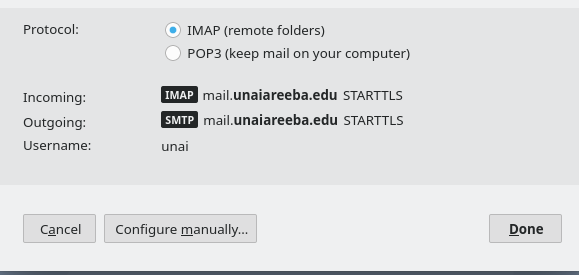 Protocol: IMAP (remote folders)
POP3 (keep mail on your computer)
Incoming: IMAP mail.unaiareeba.edu STARTTLS
Outgoing: SMTP mail.unaiareeba.edu STARTTLS
Username: unai
Cancel Configure manually... Done